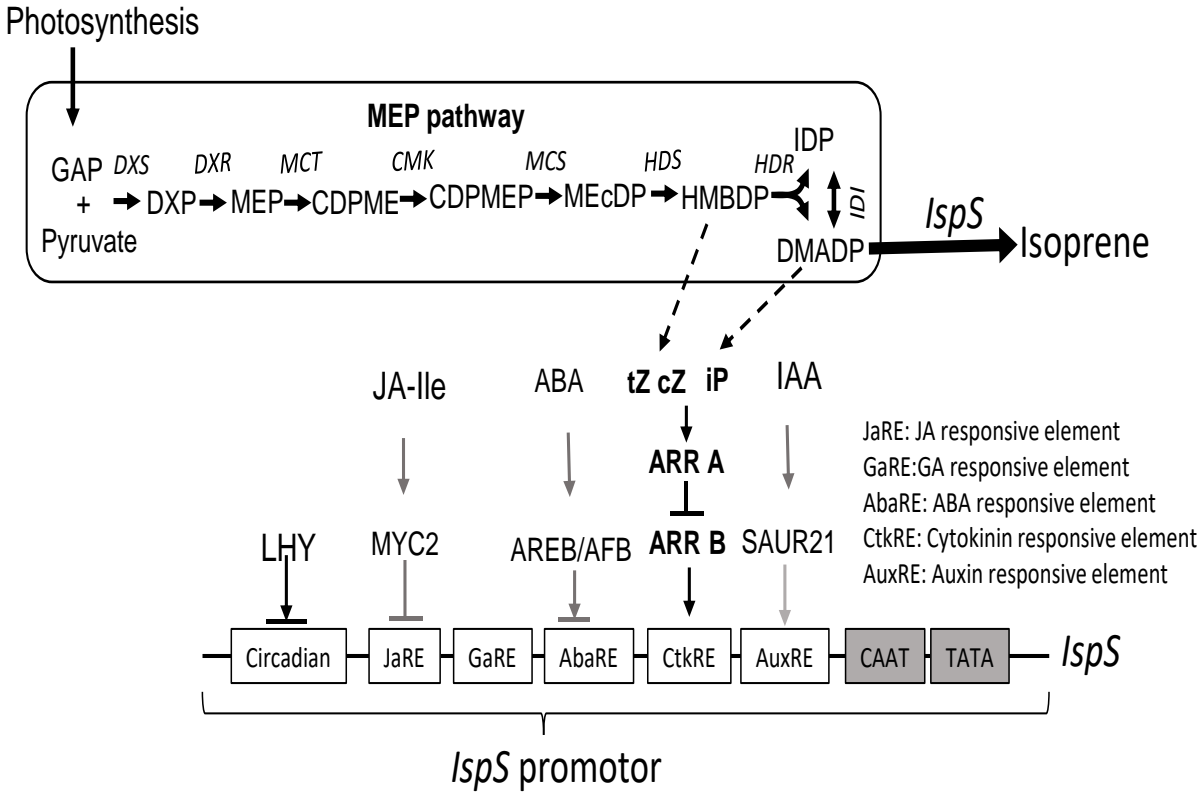 Photosynthesis
MEP pathway
GAP
+
Pyruvate
DXS
DXP
DXR
MEP
MCT
CDPME
CMK
CDPMEP
MCS
MEcDP
HDS
HMBDP
HDR
IDP
IDI
DMADP
IspS
Isoprene
JA-Ile
ABA
tZ cZ iP
IAA
ARR A
LHY
MYC2
AREB/AFB
ARR B
SAUR21
JaRE: JA responsive element
GaRE:GA responsive element
AbaRE: ABA responsive element
CtkRE: Cytokinin responsive element
AuxRE: Auxin responsive element
Circadian
JaRE
GaRE
AbaRE
CtkRE
AuxRE
CAAT
TATA
IspS
IspS promotor